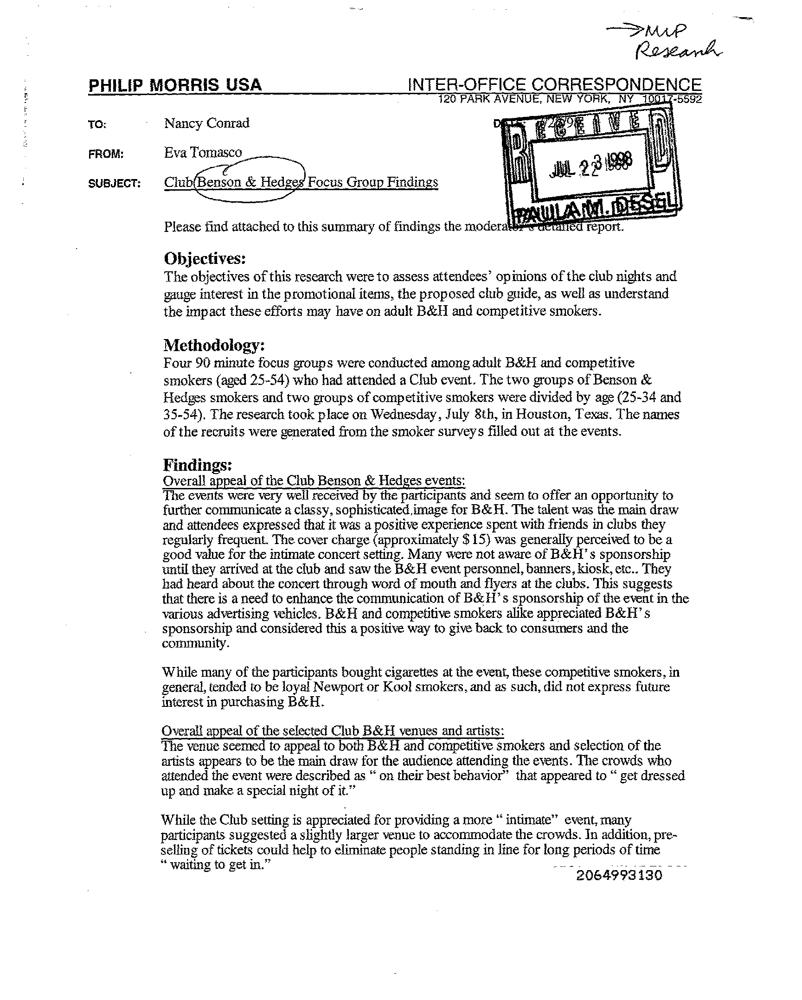 → MIP
Research
PHILIP MORRIS USA
INTER-OFFICE CORRESPONDENCE
120 PARK AVENUE, NEW YORK, NY 10017-5592
TO: Nancy Conrad
RECEIVED
FROM: Eva Tomasco
JUL 23 1998
SUBJECT: Club Benson & Hedges Focus Group Findings
PAULA M. DESEL
Please find attached to this summary of findings the moderator's detailed report.
Objectives:
The objectives of this research were to assess attendees' opinions of the club nights and
gauge interest in the promotional items, the proposed club guide, as well as understand
the impact these efforts may have on adult B&H and competitive smokers.
Methodology:
Four 90 minute focus groups were conducted among adult B&H and competitive
smokers (aged 25-54) who had attended a Club event. The two groups of Benson &
Hedges smokers and two groups of competitive smokers were divided by age (25-34 and
35-54). The research took place on Wednesday, July 8th, in Houston, Texas. The names
of the recruits were generated from the smoker surveys filled out at the events.
Findings:
Overall appeal of the Club Benson & Hedges events:
The events were very well received by the participants and seem to offer an opportunity to
further communicate a classy, sophisticated image for B&H. The talent was the main draw
and attendees expressed that it was a positive experience spent with friends in clubs they
regularly frequent. The cover charge (approximately $15) was generally perceived to be a
good value for the intimate concert setting. Many were not aware of B&H's sponsorship
until they arrived at the club and saw the B&H event personnel, banners, kiosk, etc.. They
had heard about the concert through word of mouth and flyers at the clubs. This suggests
that there is a need to enhance the communication of B&H's sponsorship of the event in the
various advertising vehicles. B&H and competitive smokers alike appreciated B&H's
sponsorship and considered this a positive way to give back to consumers and the
community.
While many of the participants bought cigarettes at the event, these competitive smokers, in
general, tended to be loyal Newport or Kool smokers, and as such, did not express future
interest in purchasing B&H.
Overall appeal of the selected Club B&H venues and artists:
The venue seemed to appeal to both B&H and competitive smokers and selection of the
artists appears to be the main draw for the audience attending the events. The crowds who
attended the event were described as "on their best behavior" that appeared to "get dressed
up and make a special night of it."
While the Club setting is appreciated for providing a more "intimate" event, many
participants suggested a slightly larger venue to accommodate the crowds. In addition, pre-
selling of tickets could help to eliminate people standing in line for long periods of time
"waiting to get in."
2064993130